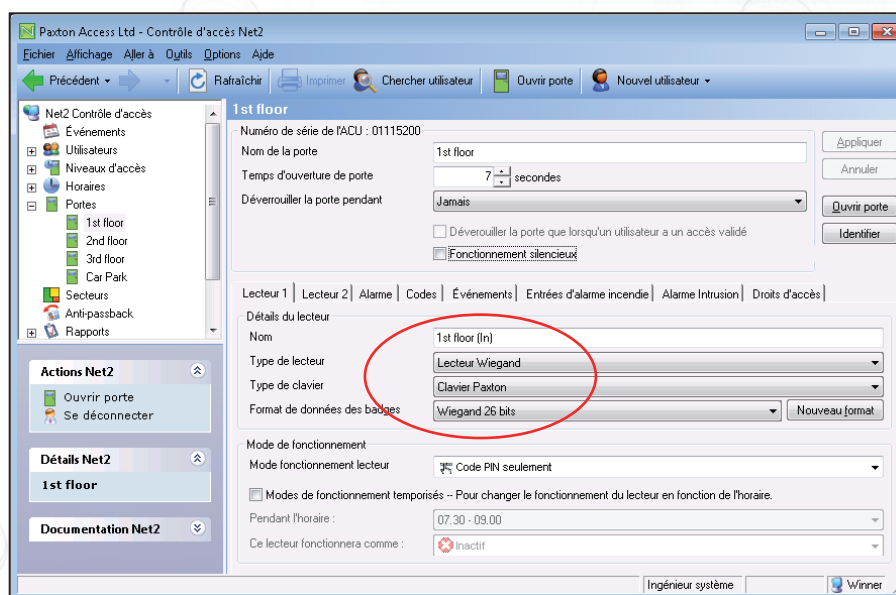 Paxton Access Ltd - Contrôle d'accès Net2
Fichier Affichage Aller à Outils Options Aide
Précédent Rafraîchir Imprimer Chercher utilisateur Ouvrir porte Nouvel utilisateur
Net2 Contrôle d'accès
Événements
Utilisateurs
Niveaux d'accès
Horaires
Portes
1st floor
2nd floor
3rd floor
Car Park
Secteurs
Anti-passback
Rapports
Actions Net2
Ouvrir porte
Se déconnecter
Détails Net2
1st floor
Documentation Net2
1st floor
Numéro de série de l'ACU : 01115200
Nom de la porte 1st floor
Temps d'ouverture de porte 7 secondes
Déverrouiller la porte pendant Jamais
Déverouiller la porte que lorsqu'un utilisateur a un accès validé
Fonctionnement silencieux
Appliquer
Annuler
Ouvrir porte
Identifier
Lecteur 1 Lecteur 2 Alarme Codes Événements Entrées d'alarme incendie Alarme Intrusion Droits d'accès
Détails du lecteur
Nom 1st floor (In)
Type de lecteur Lecteur Wiegand
Type de clavier Clavier Paxton
Format de données des badges Wiegand 26 bits Nouveau format
Mode de fonctionnement
Mode fonctionnement lecteur Code PIN seulement
Modes de fonctionnement temporisés -- Pour changer le fonctionnement du lecteur en fonction de l'horaire.
Pendant l'horaire : 07.30 - 09.00
Ce lecteur fonctionnera comme : Inactif
Ingénieur système Winner